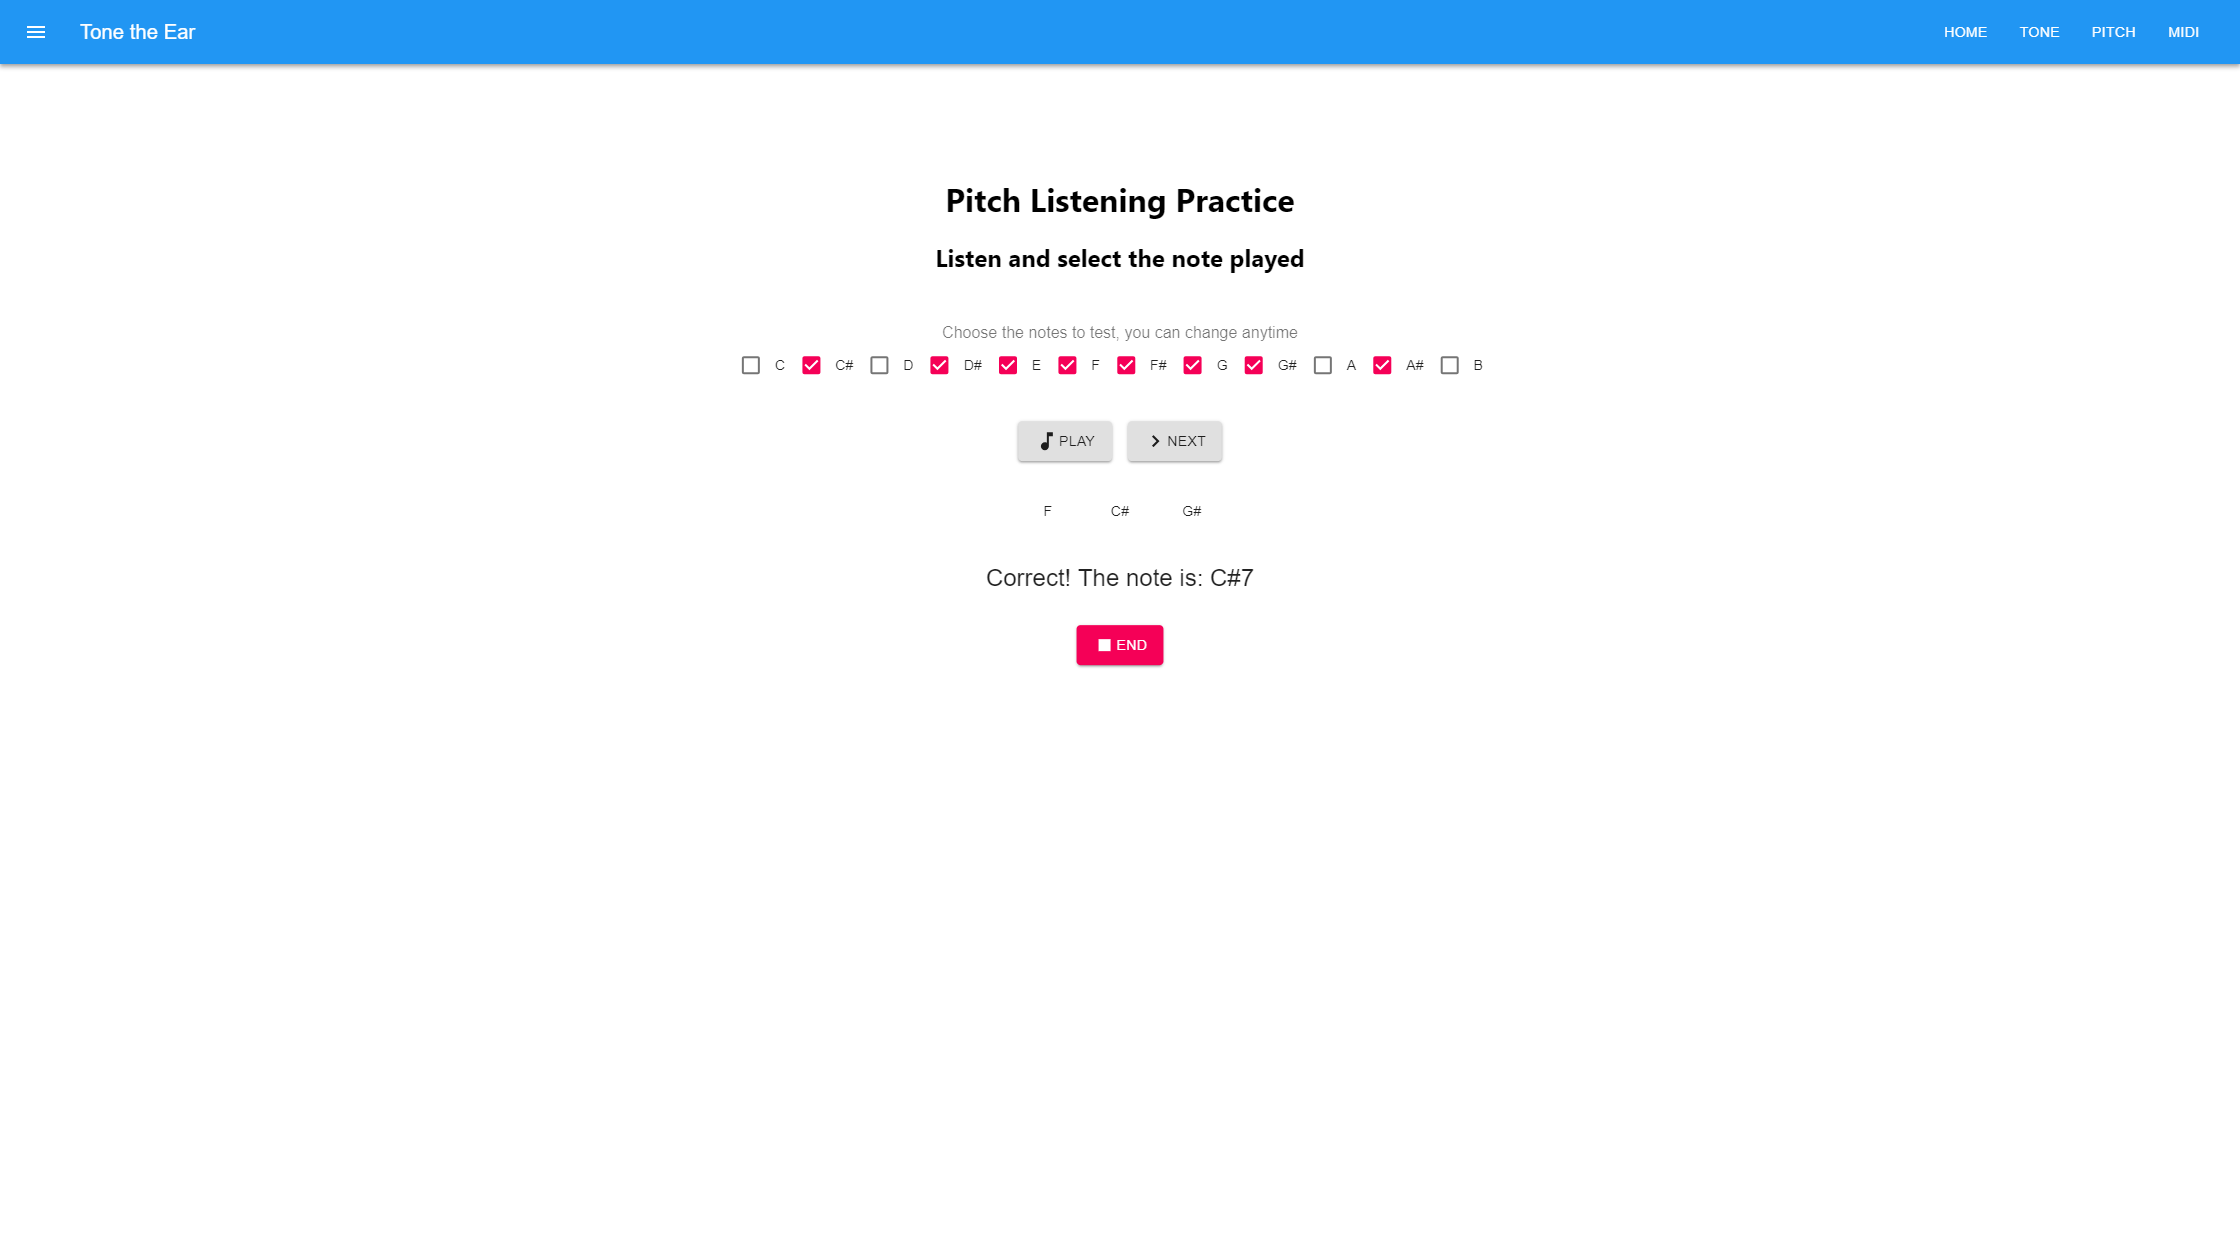 Tone the Ear HOME TONE PITCH MIDI
Pitch Listening Practice
Listen and select the note played
Choose the notes to test, you can change anytime
C C# D D# E F F# G G# A A# B
PLAY NEXT
F C# G#
Correct! The note is: C#7
END